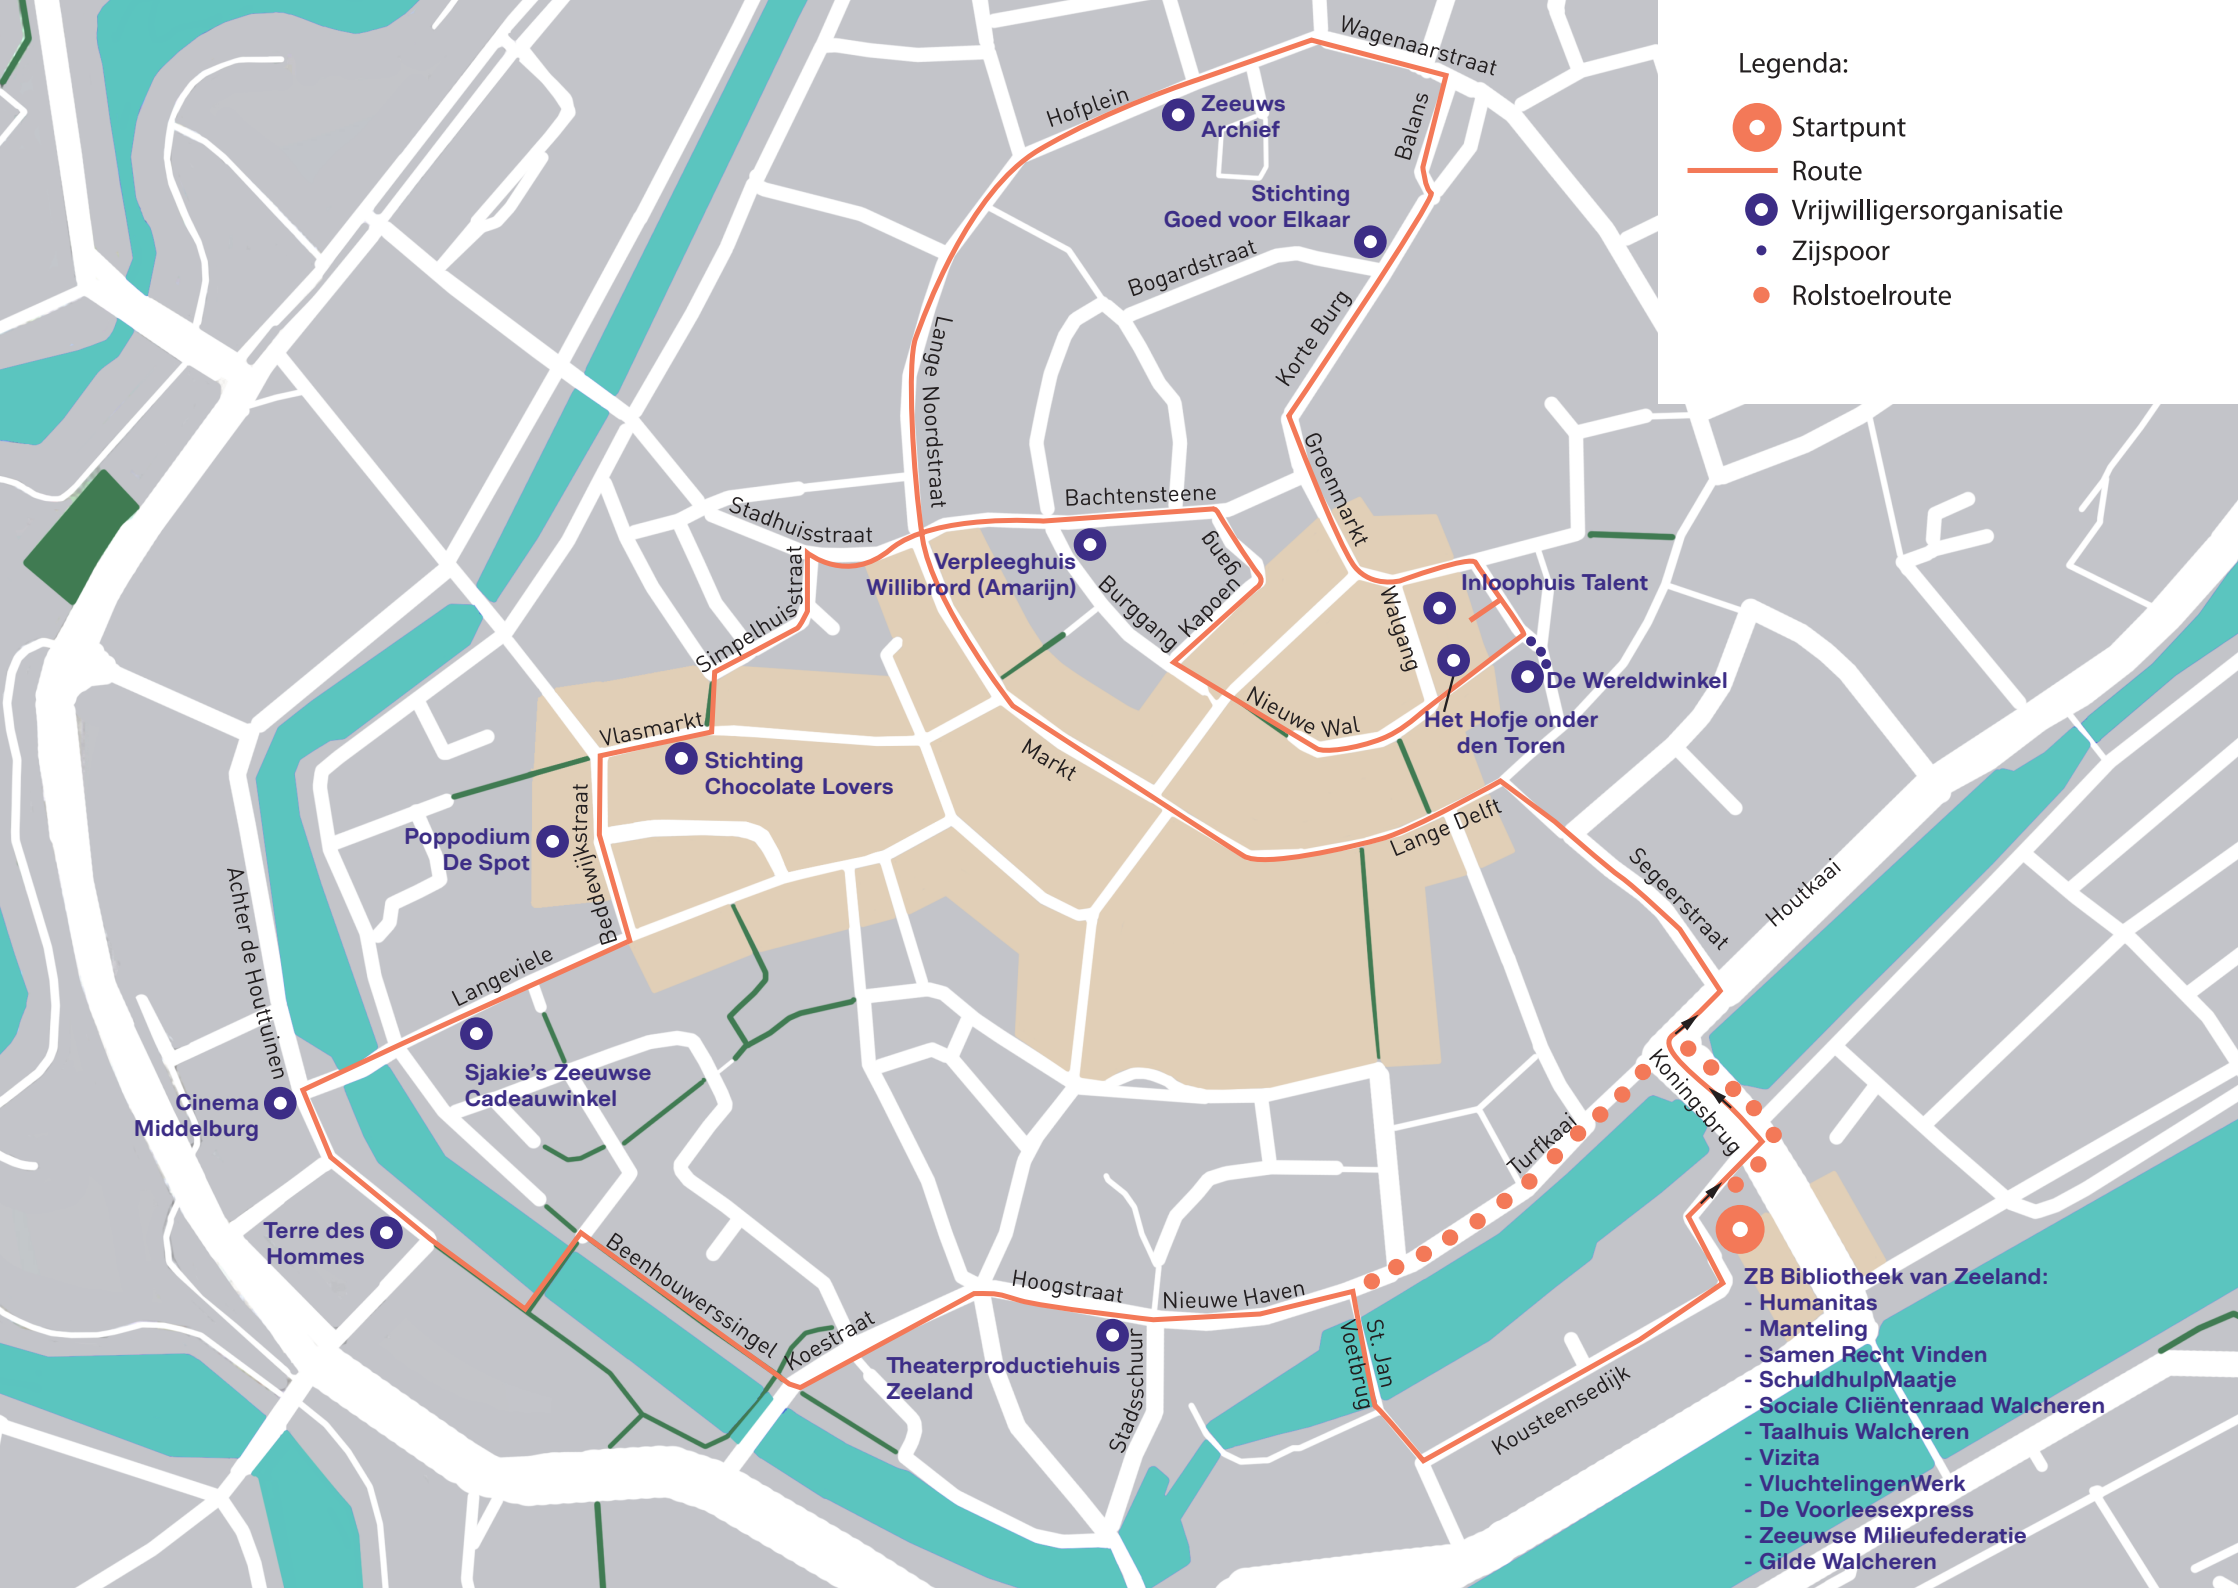 Legenda:
Startpunt
Route
Vrijwilligersorganisatie
Zijspoor
Rolstoelroute
Wagenaarstraat
Hofplein
Balans
Zeeuws
Archief
Stichting
Goed voor Elkaar
Bogardstraat
Korte Burg
Lange Noordstraat
Groenmarkt
Bachtensteene
Stadhuisstraat
Simpelhuisstraat
Verpleeghuis
Willibrord (Amarijn)
Burggang
Kapoen
gang
Walgang
Inloophuis Talent
De Wereldwinkel
Het Hofje onder
den Toren
Nieuwe Wal
Vlasmarkt
Stichting
Chocolate Lovers
Markt
Poppodium
De Spot
Beddewijkstraat
Lange Delft
Segeerstraat
Houtkaai
Achter de Houttuinen
Langeviele
Sjakie's Zeeuwse
Cadeauwinkel
Cinema
Middelburg
Koningsbrug
Turfkaai
Terre des
Hommes
Beenhouwerssingel
Koestraat
Hoogstraat
Nieuwe Haven
St. Jan
Voetbrug
Theaterproductiehuis
Zeeland
Stadsschuur
Kousteensedijk
ZB Bibliotheek van Zeeland:
- Humanitas
- Manteling
- Samen Recht Vinden
- SchuldhulpMaatje
- Sociale Cliëntenraad Walcheren
- Taalhuis Walcheren
- Vizita
- VluchtelingenWerk
- De Voorleesexpress
- Zeeuwse Milieufederatie
- Gilde Walcheren